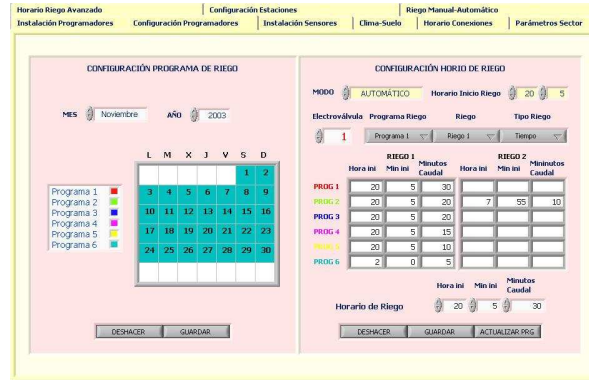 Horario Riego Avanzado Configuración Estaciones Riego Manual-Automático
Instalación Programadores Configuración Programadores Instalación Sensores Clima-Suelo Horario Conexiones Parámetros Sector
CONFIGURACIÓN PROGRAMA DE RIEGO
MES Noviembre AÑO 2003
L M X J V S D
1 2
3 4 5 6 7 8 9
10 11 12 13 14 15 16
17 18 19 20 21 22 23
24 25 26 27 28 29 30
Programa 1
Programa 2
Programa 3
Programa 4
Programa 5
Programa 6
DESHACER GUARDAR
CONFIGURACIÓN HORIO DE RIEGO
MODO AUTOMÁTICO Horario Inicio Riego 20 5
Electroválvula Programa Riego Riego Tipo Riego
1 Programa 1 Riego 1 Tiempo
RIEGO 1 RIEGO 2
Hora ini Min ini Minutos Caudal Hora ini Min ini Mininutos Caudal
PROG 1 20 5 30
PROG 2 20 5 20 7 55 10
PROG 3 20 5 20
PROG 4 20 5 15
PROG 5 20 5 10
PROG 6 2 0 5
Hora ini Min ini Minutos Caudal
Horario de Riego 20 5 30
DESHACER GUARDAR ACTUALIZAR PRG